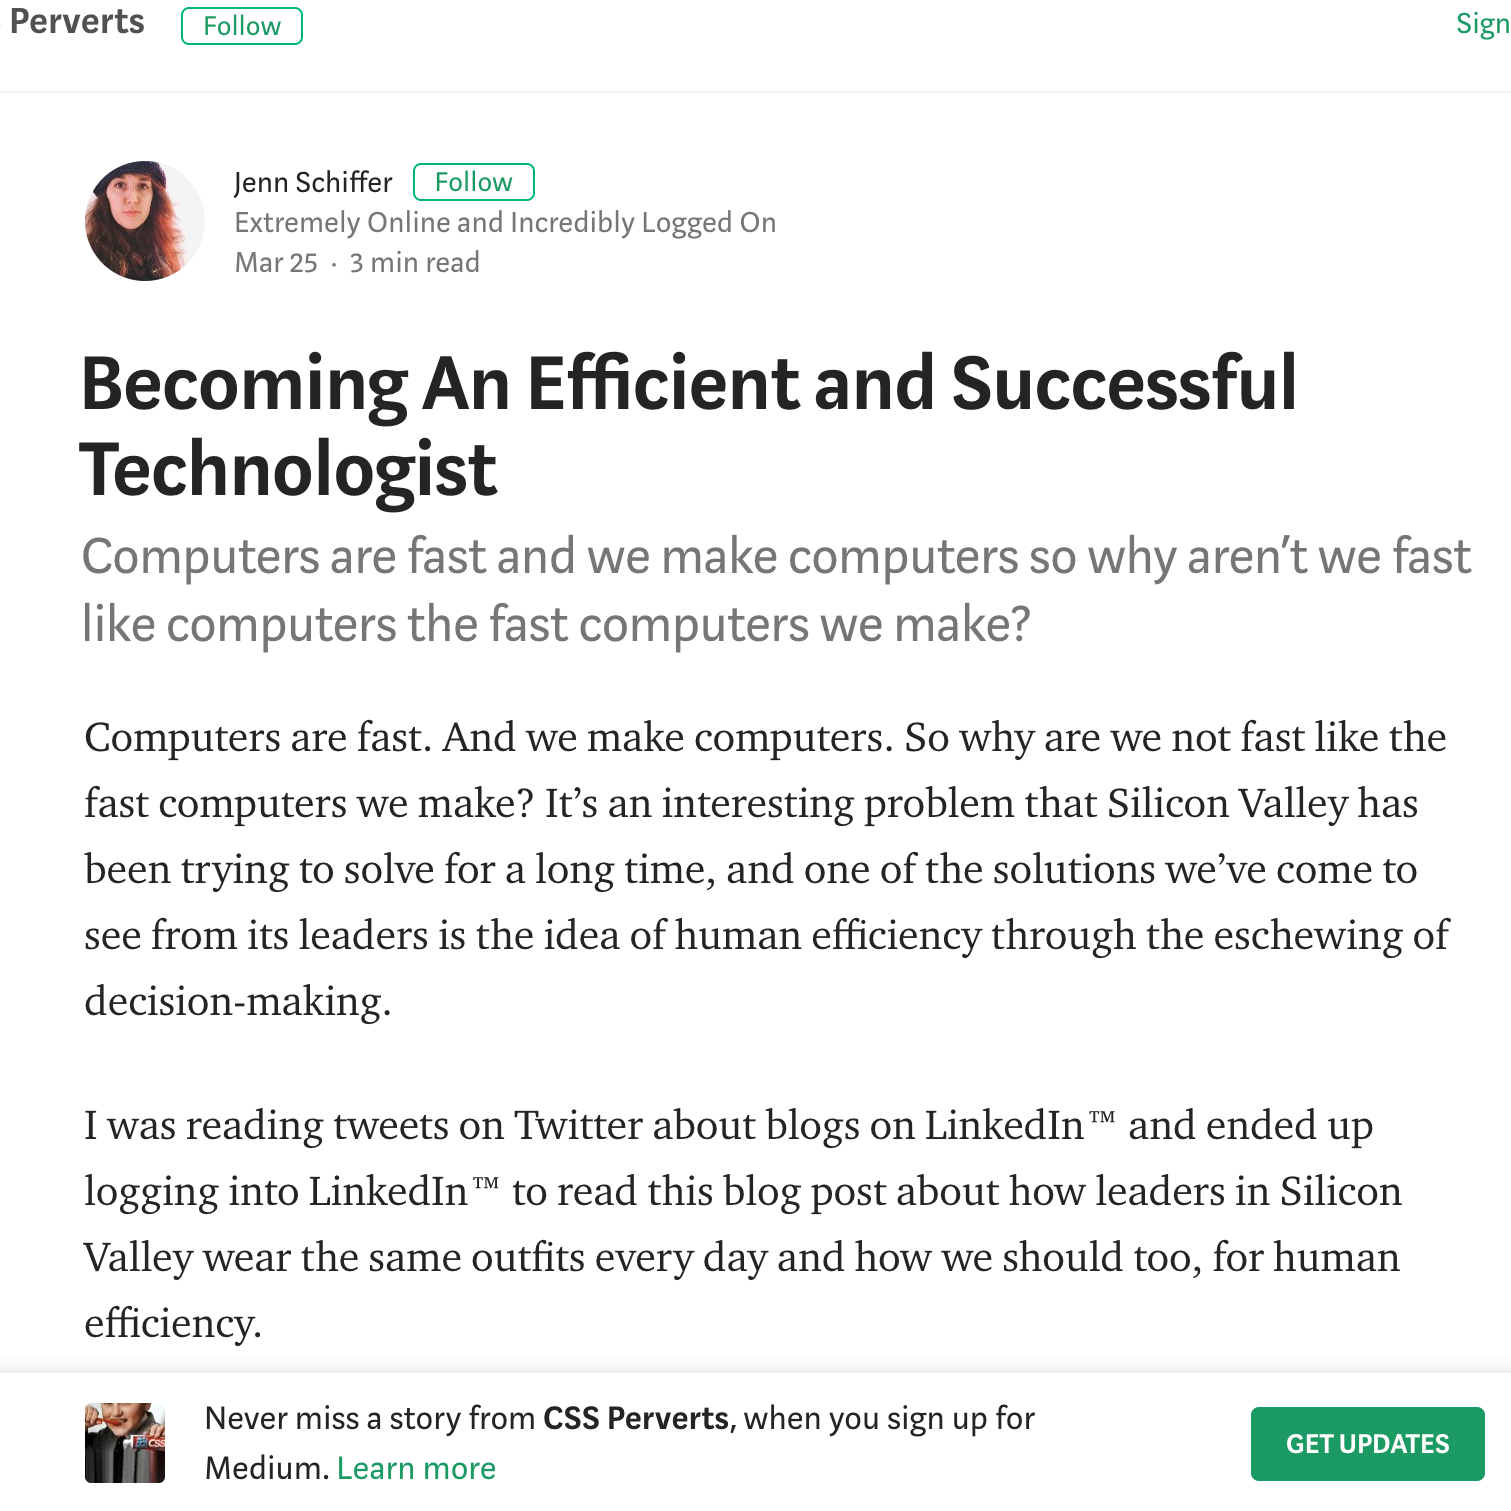 Perverts Follow Sign
Jenn Schiffer Follow
Extremely Online and Incredibly Logged On
Mar 25 · 3 min read
Becoming An Efficient and Successful
Technologist
Computers are fast and we make computers so why aren’t we fast
like computers the fast computers we make?
Computers are fast. And we make computers. So why are we not fast like the
fast computers we make? It’s an interesting problem that Silicon Valley has
been trying to solve for a long time, and one of the solutions we’ve come to
see from its leaders is the idea of human efficiency through the eschewing of
decision-making.
I was reading tweets on Twitter about blogs on LinkedIn™ and ended up
logging into LinkedIn™ to read this blog post about how leaders in Silicon
Valley wear the same outfits every day and how we should too, for human
efficiency.
CSS
Never miss a story from CSS Perverts, when you sign up for
Medium. Learn more
GET UPDATES